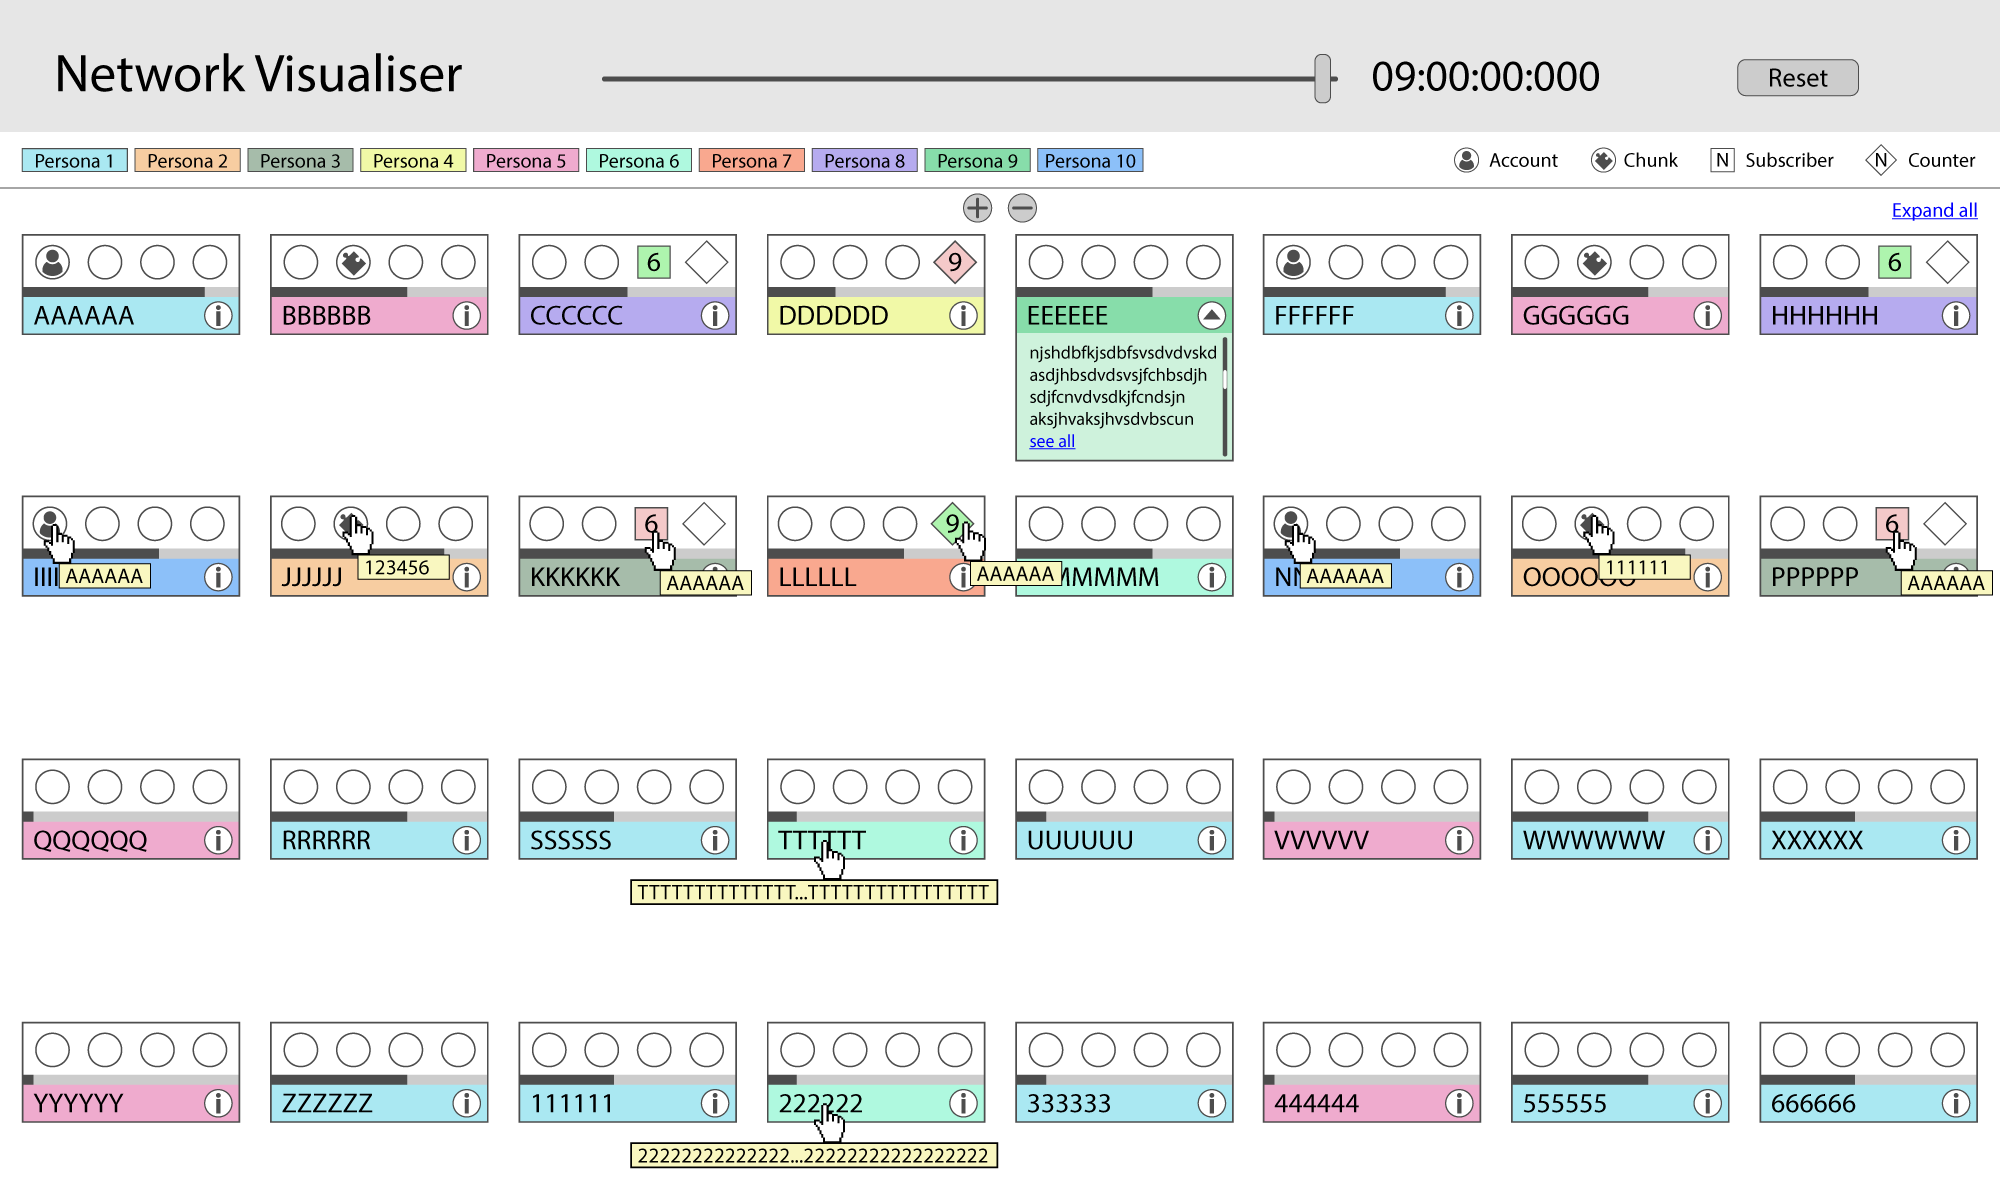 Network Visualiser
09:00:00:000
Reset
Persona 1 Persona 2 Persona 3 Persona 4 Persona 5 Persona 6 Persona 7 Persona 8 Persona 9 Persona 10
Account Chunk N Subscriber N Counter
Expand all
6 9 6
AAAAAA BBBBBB CCCCCC DDDDDD EEEEEE FFFFFF GGGGGG HHHHHH
njshdbfkjsdbfsvsdvdvskd
asdjhbsdvdsvsjfchbsdjh
sdjfcnvdvsdkjfcndsjn
aksjhvaksjhvsdvbscun
see all
6 9 6
IIII AAAAAA JJJJJJ 123456 KKKKKK AAAAAA LLLLLL AAAAAA MMMMM AAAAAA OOOOOO 111111 PPPPPP AAAAAA
QQQQQQ RRRRRR SSSSSS TTTTTT UUUUUU VVVVVV WWWWWW XXXXXX
TTTTTTTTTTTTTT...TTTTTTTTTTTTTTTT
YYYYYY ZZZZZZ 111111 222222 333333 444444 555555 666666
22222222222222...22222222222222222